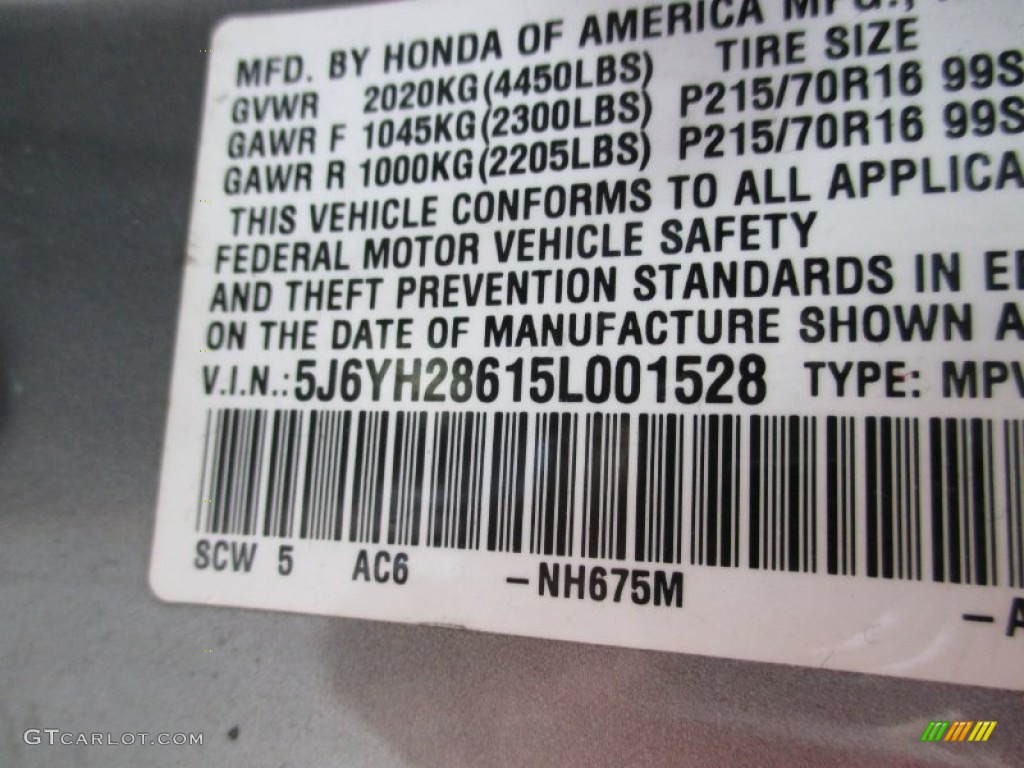 MFD. BY HONDA OF AMERICA MFG.,
TIRE SIZE
GVWR 2020KG(4450LBS)
GAWR F 1045KG(2300LBS) P215/70R16 99S
GAWR R 1000KG(2205LBS) P215/70R16 99S
THIS VEHICLE CONFORMS TO ALL APPLICA
FEDERAL MOTOR VEHICLE SAFETY
AND THEFT PREVENTION STANDARDS IN E
ON THE DATE OF MANUFACTURE SHOWN A
V.I.N.: 5J6YH28615L001528 TYPE: MPV
SCW 5 AC6 –NH675M –A
GTCARLOT.COM